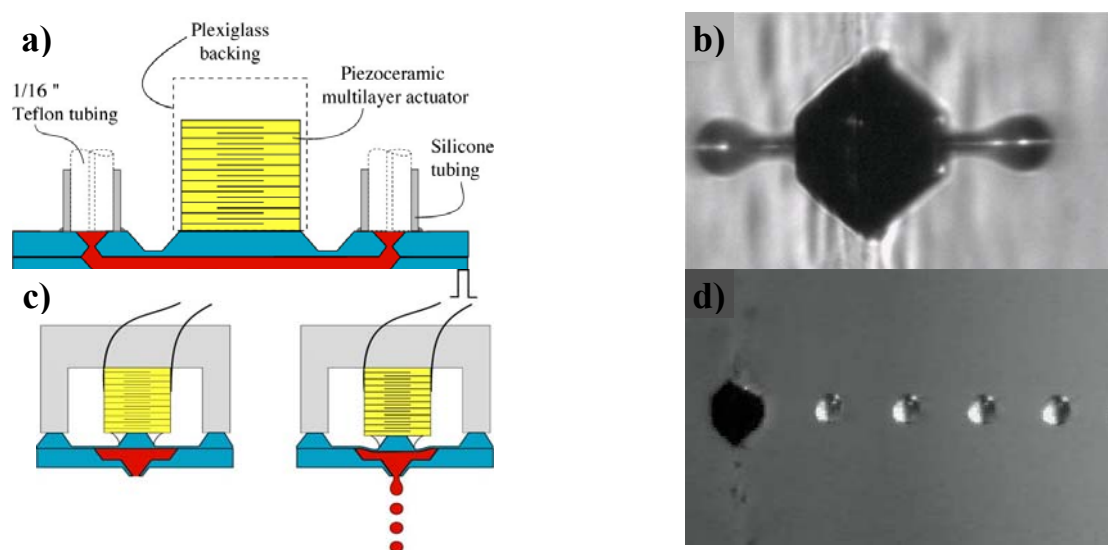 a)
Plexiglass
backing
1/16 "
Teflon tubing
Piezoceramic
multilayer actuator
Silicone
tubing
b)
c)
d)